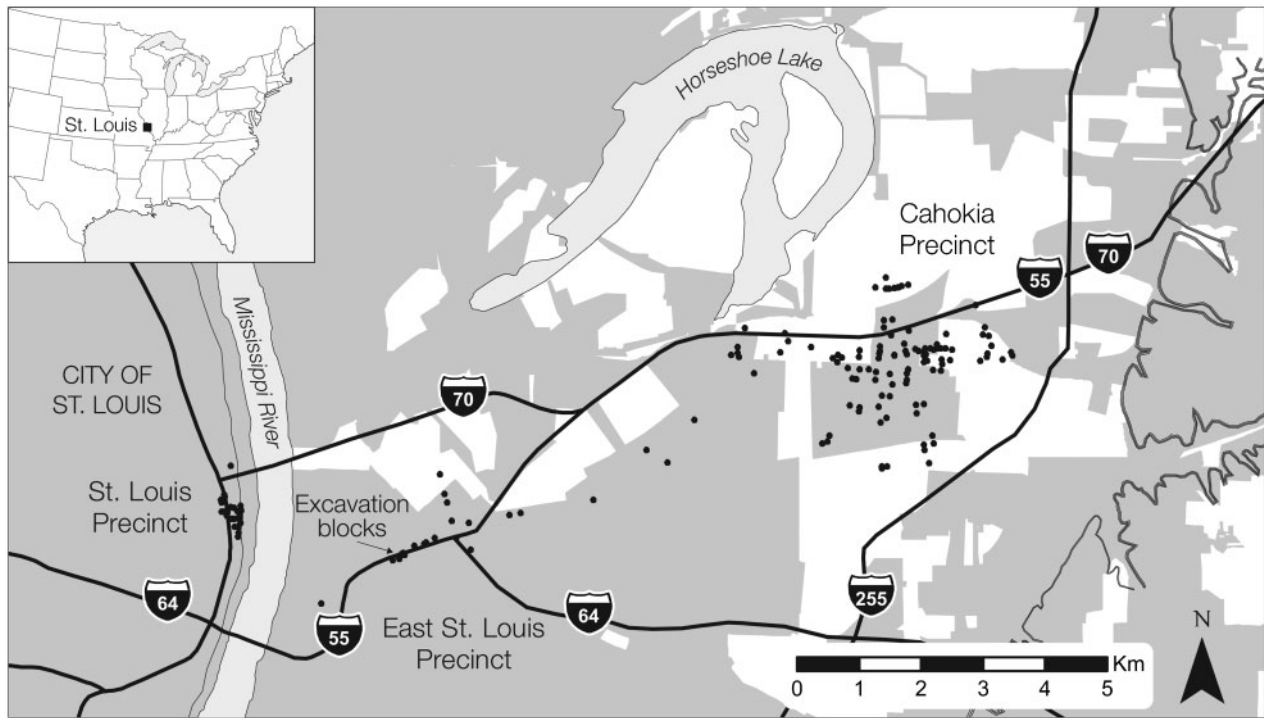 St. Louis
Horseshoe Lake
Cahokia
Precinct
55
70
Mississippi River
CITY OF
ST. LOUIS
70
St. Louis
Precinct
Excavation
blocks
64
55
East St. Louis
Precinct
64
255
N
Km
0 1 2 3 4 5